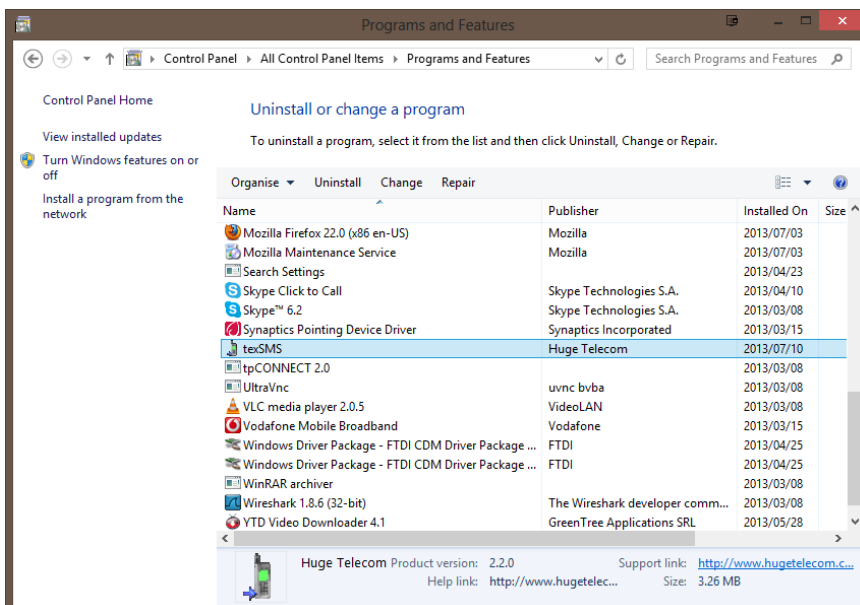 Programs and Features
Control Panel All Control Panel Items Programs and Features Search Programs and Features
Control Panel Home
View installed updates
Turn Windows features on or
off
Install a program from the
network
Uninstall or change a program
To uninstall a program, select it from the list and then click Uninstall, Change or Repair.
Organise Uninstall Change Repair
Name Publisher Installed On Size
Mozilla Firefox 22.0 (x86 en-US) Mozilla 2013/07/03
Mozilla Maintenance Service Mozilla 2013/07/03
Search Settings 2013/04/23
Skype Click to Call Skype Technologies S.A. 2013/04/10
Skype™ 6.2 Skype Technologies S.A. 2013/03/08
Synaptics Pointing Device Driver Synaptics Incorporated 2013/03/15
texSMS Huge Telecom 2013/07/10
tpCONNECT 2.0 2013/03/08
UltraVnc uvnc bvba 2013/03/08
VLC media player 2.0.5 VideoLAN 2013/03/08
Vodafone Mobile Broadband Vodafone 2013/03/15
Windows Driver Package - FTDI CDM Driver Package ... FTDI 2013/04/25
Windows Driver Package - FTDI CDM Driver Package ... FTDI 2013/04/25
WinRAR archiver 2013/03/08
Wireshark 1.8.6 (32-bit) The Wireshark developer comm... 2013/03/08
YTD Video Downloader 4.1 GreenTree Applications SRL 2013/05/28
Huge Telecom Product version: 2.2.0 Support link: http://www.hugetelecom.c...
Help link: http://www.hugetelec... Size: 3.26 MB